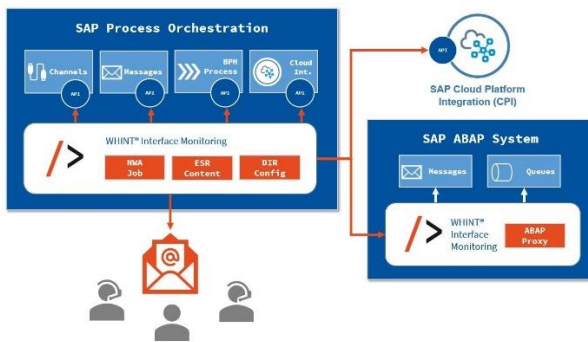 SAP Process Orchestration
Channels
API
Messages
API
BPM
Process
API
Cloud
Int.
API
WHINT® Interface Monitoring
/>
NWA
Job
ESR
Content
DIR
Config
@
API
SAP Cloud Platform
Integration (CPI)
SAP ABAP System
Messages
Queues
/>
WHINT®
Interface
Monitoring
ABAP
Proxy